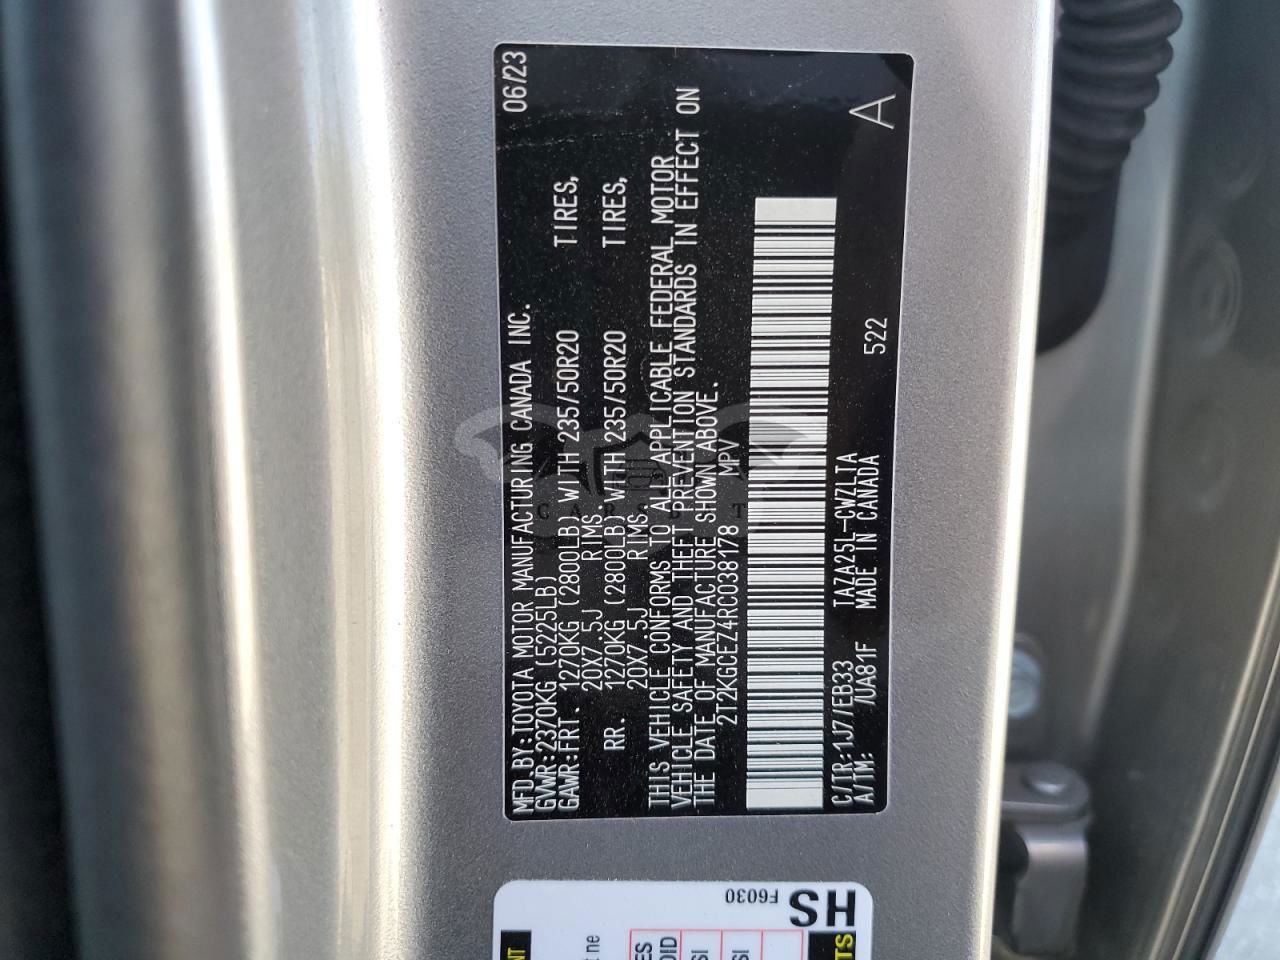 MFD.BY:TOYOTA MOTOR MANUFACTURING CANADA INC. 06/23
GVWR:2370KG(5225LB)
GAWR:FRT. 1270KG (2800LB) WITH 235/50R20 TIRES,
20X7.5J RIMS.
RR. 1270KG (2800LB) WITH 235/50R20 TIRES,
20X7.5J RIMS.
THIS VEHICLE CONFORMS TO ALL APPLICABLE FEDERAL MOTOR
VEHICLE SAFETY AND THEFT PREVENTION STANDARDS IN EFFECT ON
THE DATE OF MANUFACTURE SHOWN ABOVE.
2T2KGCEZ4RC038178 MPV
C/TR:1J7/EB33 TAZA25L-CWZLTA
A/TM: /UA81F MADE IN CANADA 522
A
HS
F6030